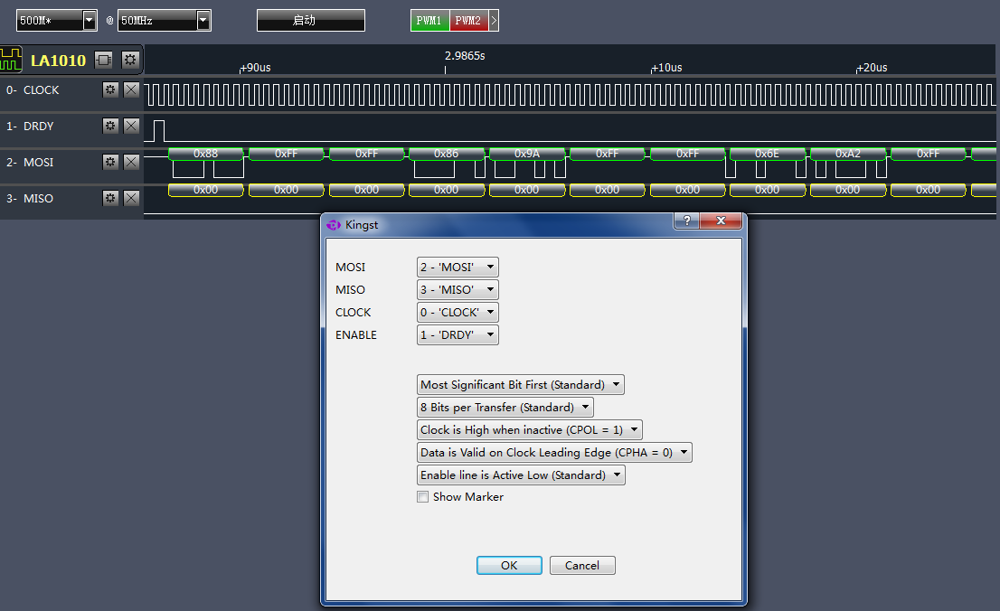 500M* @ 50MHz 启动 PWM1 PWM2 >
LA1010 +90us 2.9865s +10us +20us
0- CLOCK
1- DRDY
2- MOSI 0x88 0xFF 0xFF 0x86 0x9A 0xFF 0xFF 0x6E 0xA2 0xFF
3- MISO 0x00 0x00 0x00 0x00 0x00 0x00 0x00 0x00 0x00 0x00
Kingst ?
MOSI 2 - 'MOSI'
MISO 3 - 'MISO'
CLOCK 0 - 'CLOCK'
ENABLE 1 - 'DRDY'
Most Significant Bit First (Standard)
8 Bits per Transfer (Standard)
Clock is High when inactive (CPOL = 1)
Data is Valid on Clock Leading Edge (CPHA = 0)
Enable line is Active Low (Standard)
Show Marker
OK Cancel